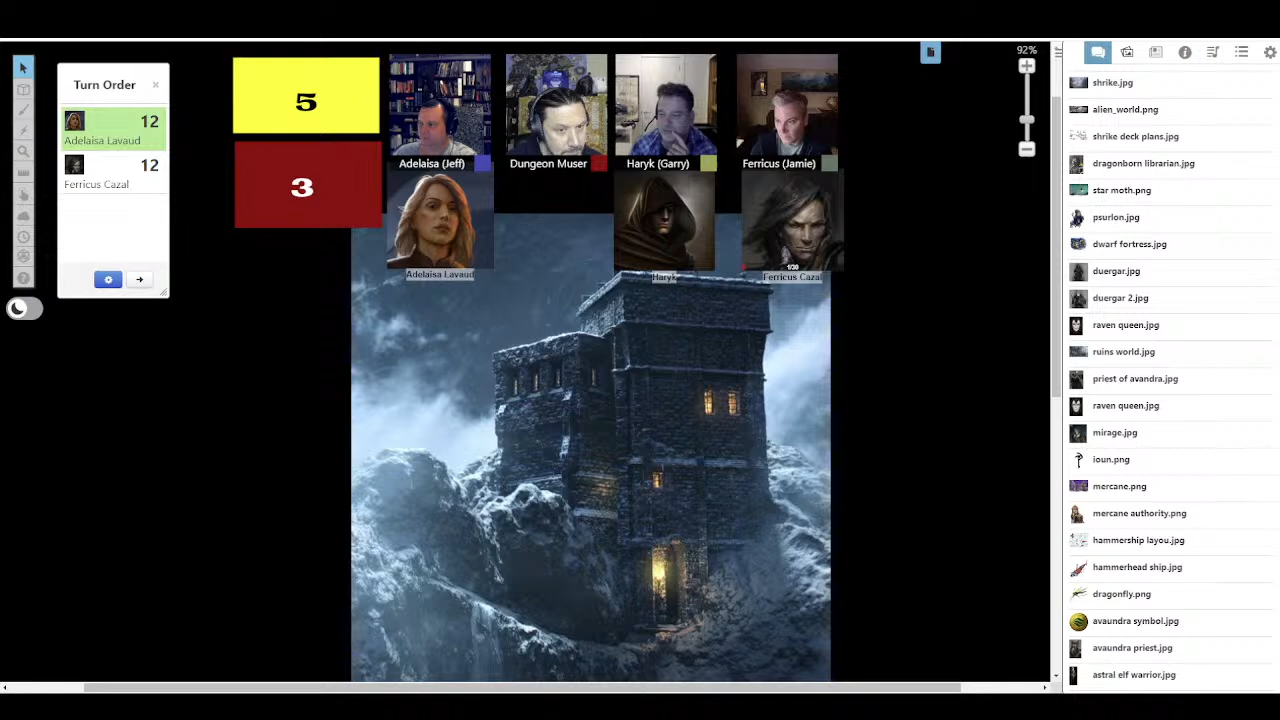 92%
Turn Order
12
Adelaisa Lavaud
12
Ferricus Cazal
5
3
Adelaisa (Jeff)
Dungeon Muser
Haryk (Garry)
Ferricus (Jamie)
1/30
Adelaisa Lavaud
Haryk
Ferricus Cazal
shrike.jpg
alien_world.png
shrike deck plans.jpg
dragonborn librarian.jpg
star moth.png
psurlon.jpg
dwarf fortress.jpg
duergar.jpg
duergar 2.jpg
raven queen.jpg
ruins world.jpg
priest of avandra.jpg
raven queen.jpg
mirage.jpg
ioun.png
mercane.png
mercane authority.png
hammership layou.jpg
hammerhead ship.jpg
dragonfly.png
avaundra symbol.jpg
avaundra priest.jpg
astral elf warrior.jpg